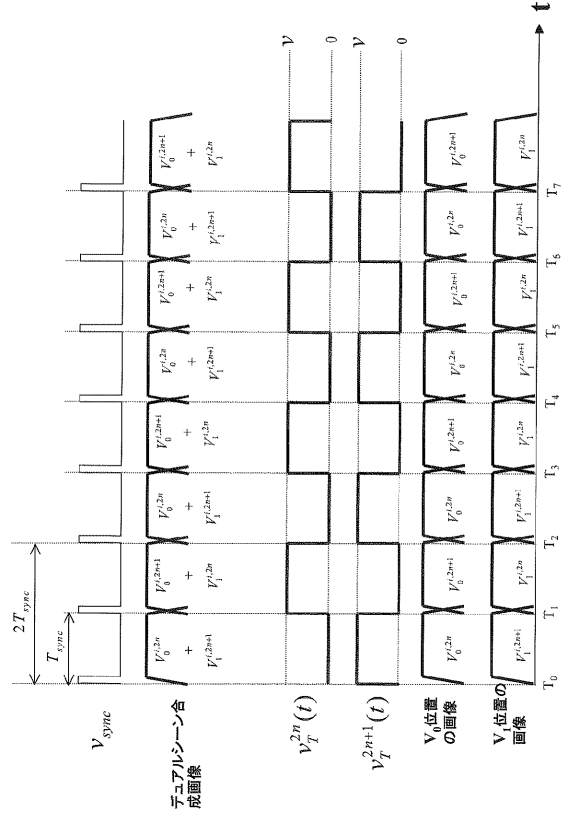 2T_sync
T_sync
v_sync
デュアルシーン合
成画像
V_0^{i,2n} + V_1^{i,2n+1}
V_0^{i,2n+1} + V_1^{i,2n}
V_0^{i,2n} + V_1^{i,2n+1}
V_0^{i,2n+1} + V_1^{i,2n}
V_0^{i,2n} + V_1^{i,2n+1}
V_0^{i,2n+1} + V_1^{i,2n}
V_0^{i,2n} + V_1^{i,2n+1}
V_0^{i,2n+1} + V_1^{i,2n}
v_T^{2n}(t)
v
0
v_T^{2n+1}(t)
v
0
V_0位置
の画像
V_0^{i,2n} V_0^{i,2n+1} V_0^{i,2n} V_0^{i,2n+1} V_0^{i,2n} V_0^{i,2n+1} V_0^{i,2n} V_0^{i,2n+1}
V_1位置の
画像
V_1^{i,2n+1} V_1^{i,2n} V_1^{i,2n+1} V_1^{i,2n} V_1^{i,2n+1} V_1^{i,2n} V_1^{i,2n+1} V_1^{i,2n}
T_0 T_1 T_2 T_3 T_4 T_5 T_6 T_7
t